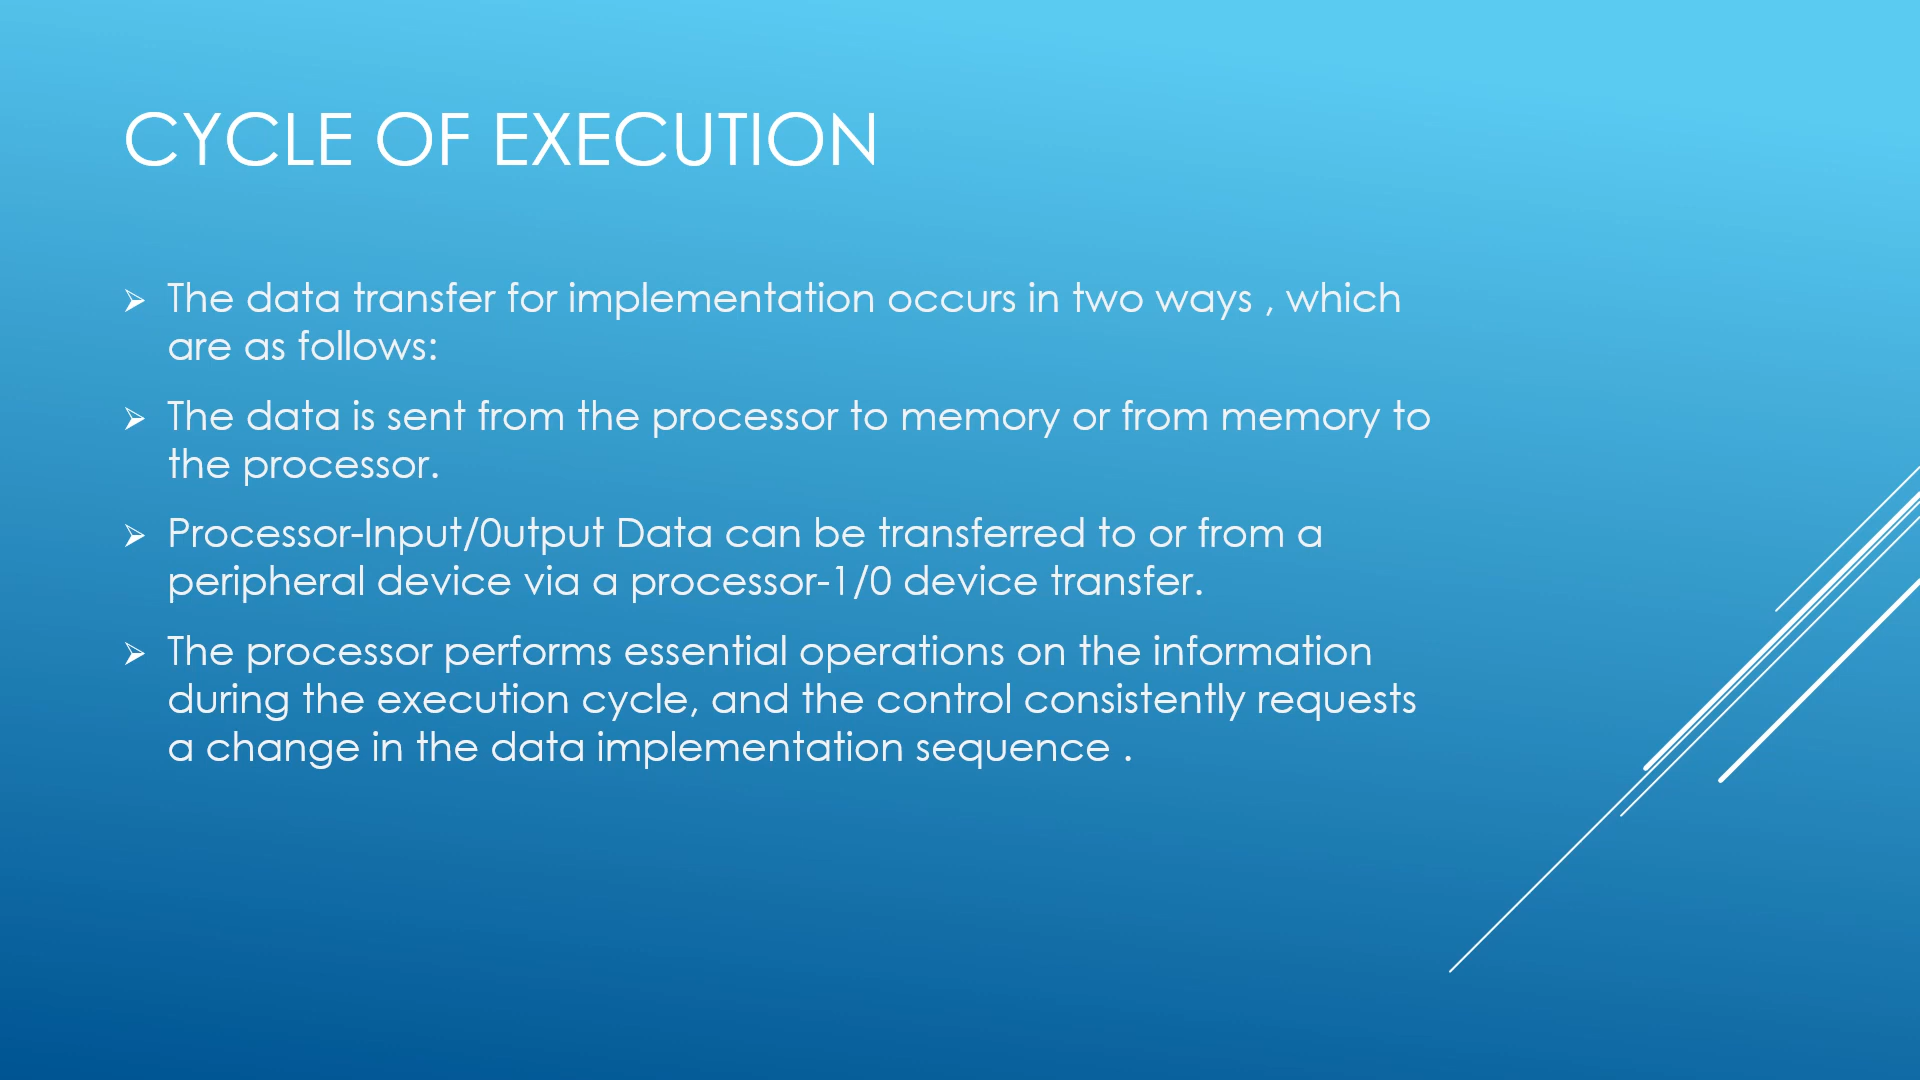 CYCLE OF EXECUTION
➢ The data transfer for implementation occurs in two ways , which
are as follows:
➢ The data is sent from the processor to memory or from memory to
the processor.
➢ Processor-Input/0utput Data can be transferred to or from a
peripheral device via a processor-1/0 device transfer.
➢ The processor performs essential operations on the information
during the execution cycle, and the control consistently requests
a change in the data implementation sequence .